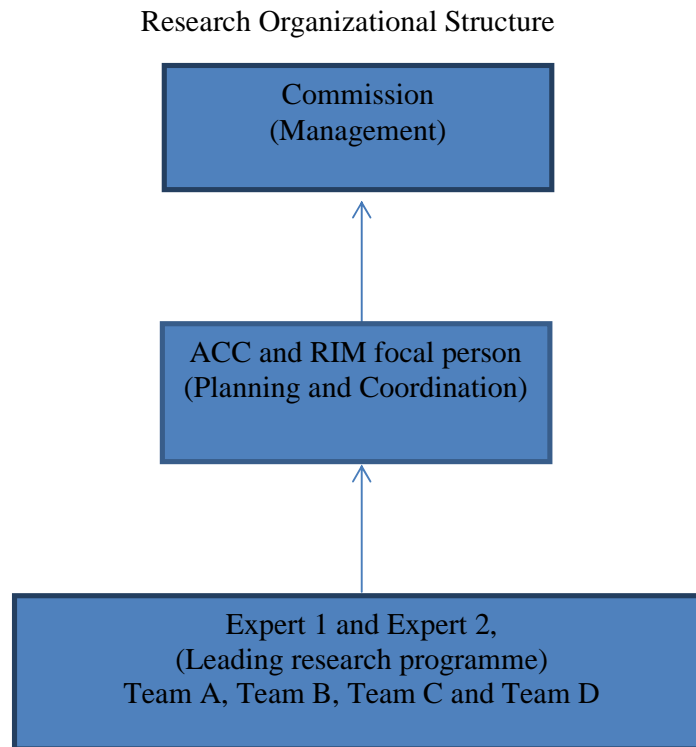 Research Organizational Structure
Commission
(Management)
ACC and RIM focal person
(Planning and Coordination)
Expert 1 and Expert 2,
(Leading research programme)
Team A, Team B, Team C and Team D